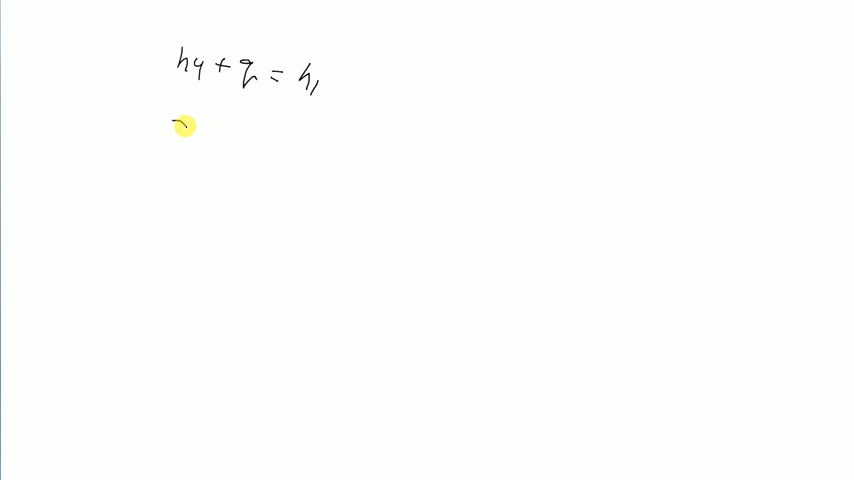 h4 + q = h1